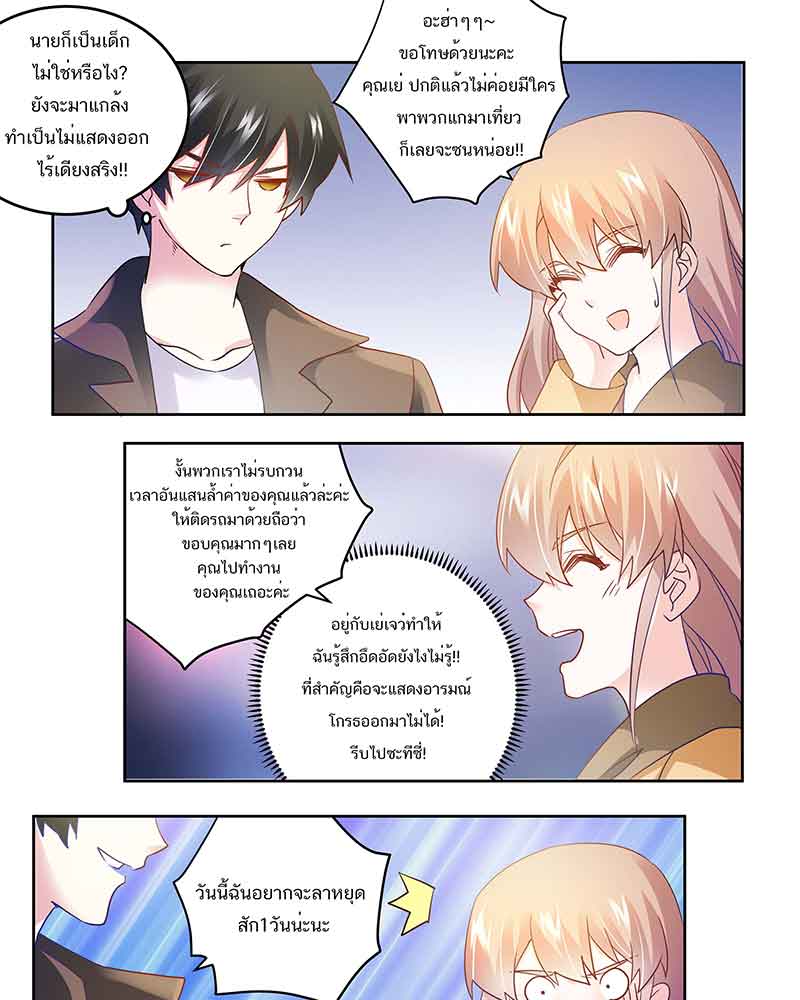 นายก็เป็นเด็ก
ไม่ใช่หรือไง?
ยังจะมาแกล้ง
ทำเป็นไม่แสดงออก
ไร้เดียงสริง!!
อะฮ่าๆๆ~
ขอโทษด้วยนะคะ
คุณเย่ ปกติแล้วไม่ค่อยมีใคร
พาพวกแกมาเที่ยว
ก็เลยจะซนหน่อย!!
งั้นพวกเราไม่รบกวน
เวลาอันแสนล้ำค่าของคุณแล้วล่ะค่ะ
ให้ติดรถมาด้วยถือว่า
ขอบคุณมากๆเลย
คุณไปทำงาน
ของคุณเถอะค่ะ
อยู่กับเย่เจว๋ทำให้
ฉันรู้สึกอึดอัดยังไงไม่รู้!!
ที่สำคัญคือจะแสดงอารมณ์
โกรธออกมาไม่ได้!
รีบไปซะทีซี่!
วันนี้ฉันอยากจะลาหยุด
สัก1วันน่ะนะ